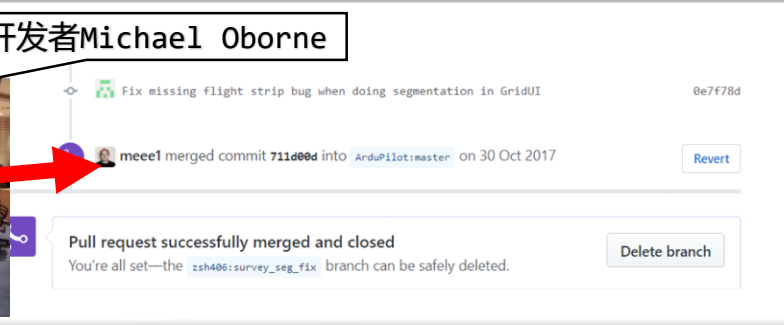 开发者Michael Oborne
Fix missing flight strip bug when doing segmentation in GridUI 0e7f78d
meee1 merged commit 711d00d into ArduPilot:master on 30 Oct 2017 Revert
Pull request successfully merged and closed
You're all set—the zsh406:survey_seg_fix branch can be safely deleted.
Delete branch